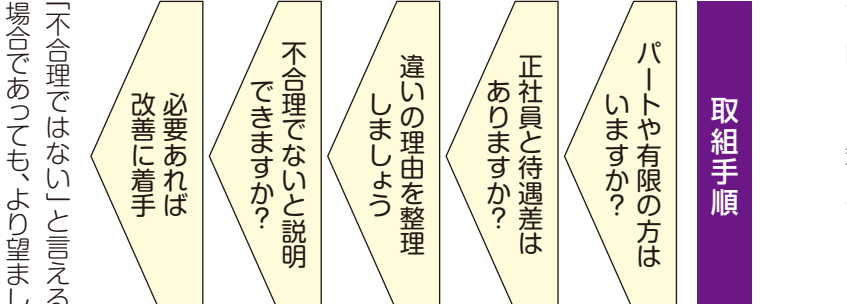 取組手順
パートや有限の方は
いますか？
正社員と待遇差は
ありますか？
違いの理由を整理
しましょう
不合理でないと説明
できますか？
必要あれば
改善に着手
「不合理ではない」と言える
場合であっても、より望まし